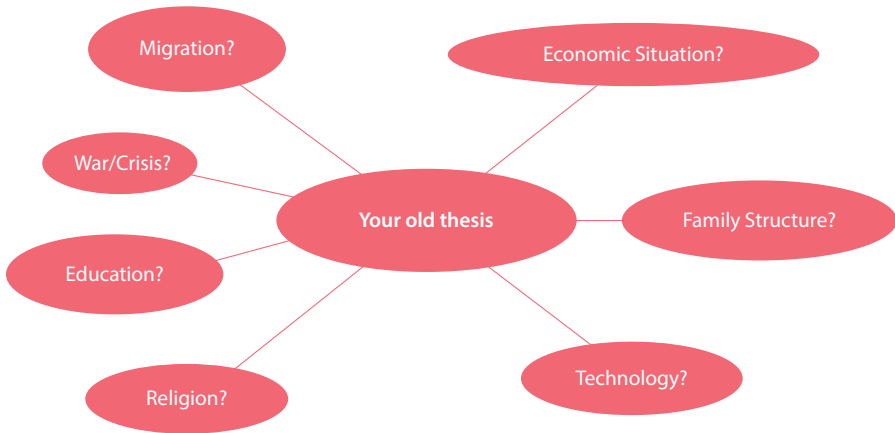 Migration?
Economic Situation?
War/Crisis?
Your old thesis
Family Structure?
Education?
Technology?
Religion?